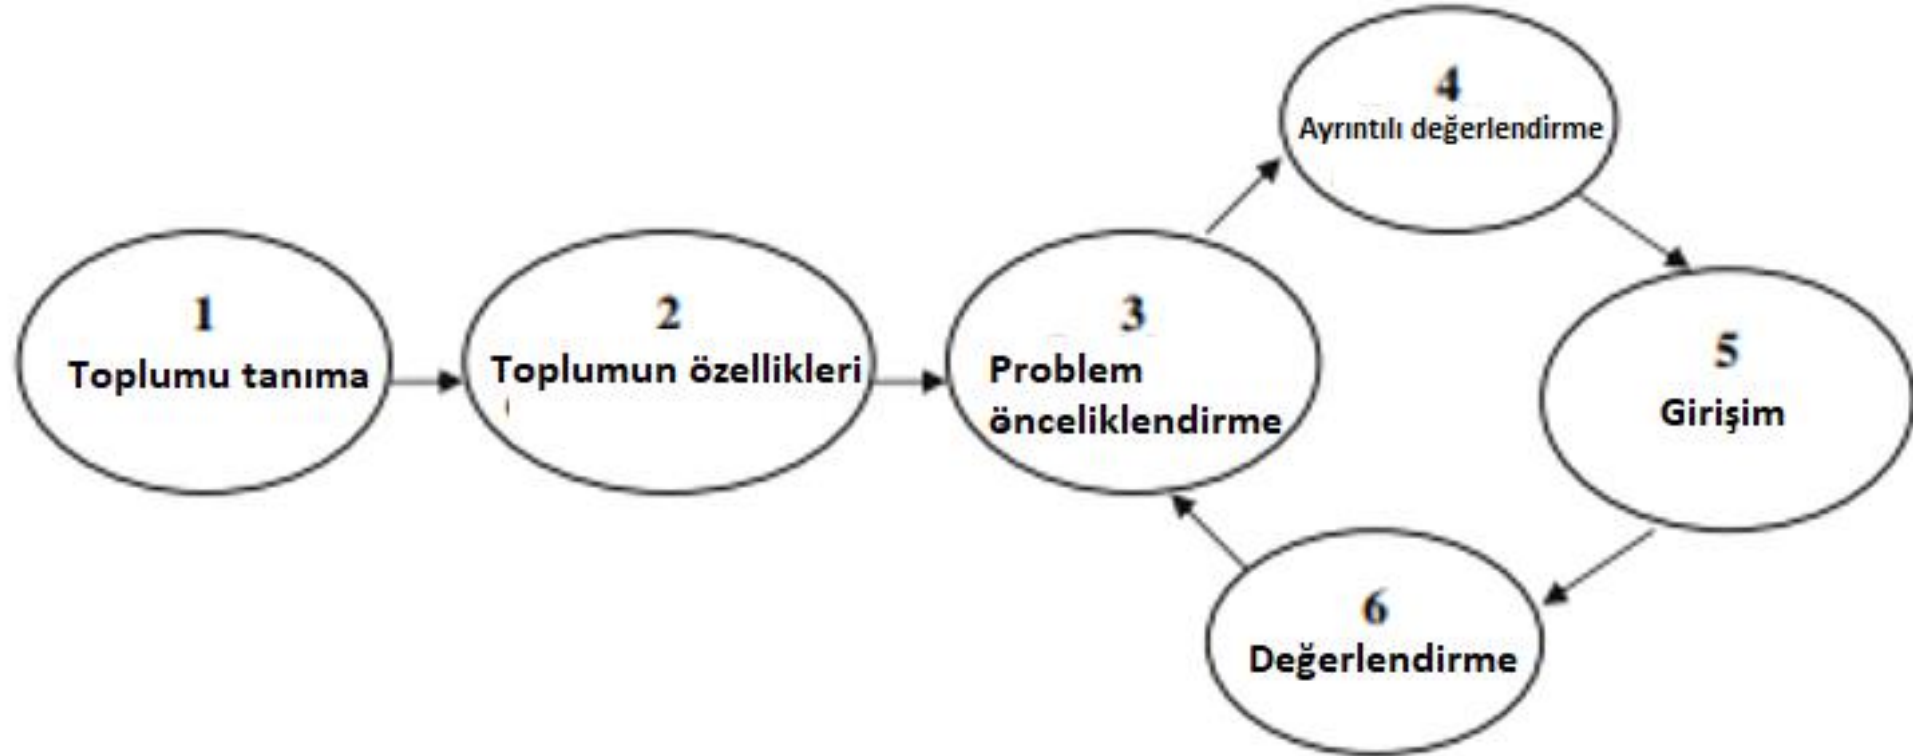 1
Toplumu tanıma
2
Toplumun özellikleri
3
Problem
önceliklendirme
4
Ayrıntılı değerlendirme
5
Girişim
6
Değerlendirme